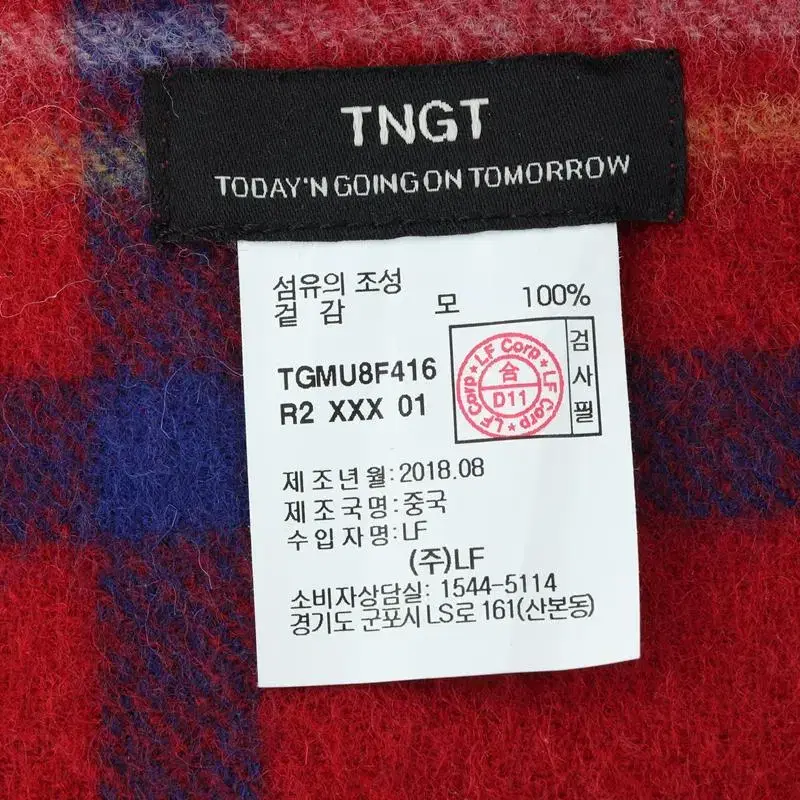 TNGT
TODAY'N GOING ON TOMORROW
섬유의 조성
겉 감 모 100%
TGMU8F416
R2 XXX 01
LF Corp ★ LF Corp ★ LF Corp ★
合
D11
검사필
제조년월:2018.08
제조국명:중국
수입자명:LF
(주)LF
소비자상담실: 1544-5114
경기도 군포시 LS로 161(산본동)